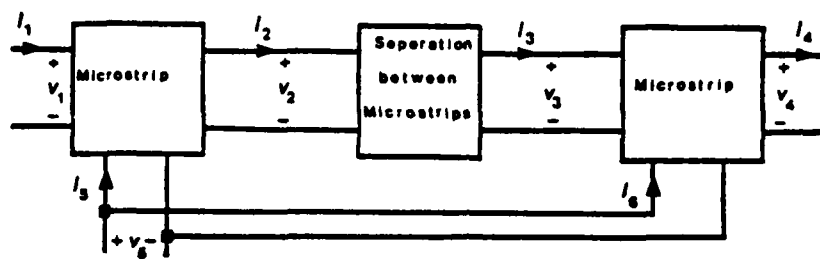 I1
I2
I3
I4
+
V1
−
Microstrip
+
V2
−
Seperation
between
Microstrips
+
V3
−
Microstrip
+
V4
−
I5
I6
+ V5 −